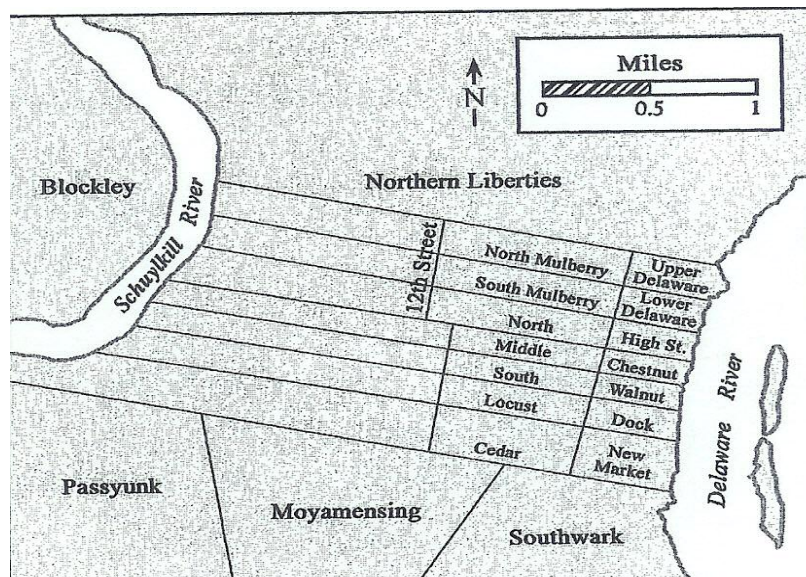 Miles
0 0.5 1
N
Blockley
Northern Liberties
Schuylkill River
12th Street
North Mulberry
Upper
Delaware
South Mulberry
Lower
Delaware
North
High St.
Middle
Chestnut
South
Walnut
Locust
Dock
Cedar
New
Market
Delaware River
Passyunk
Moyamensing
Southwark